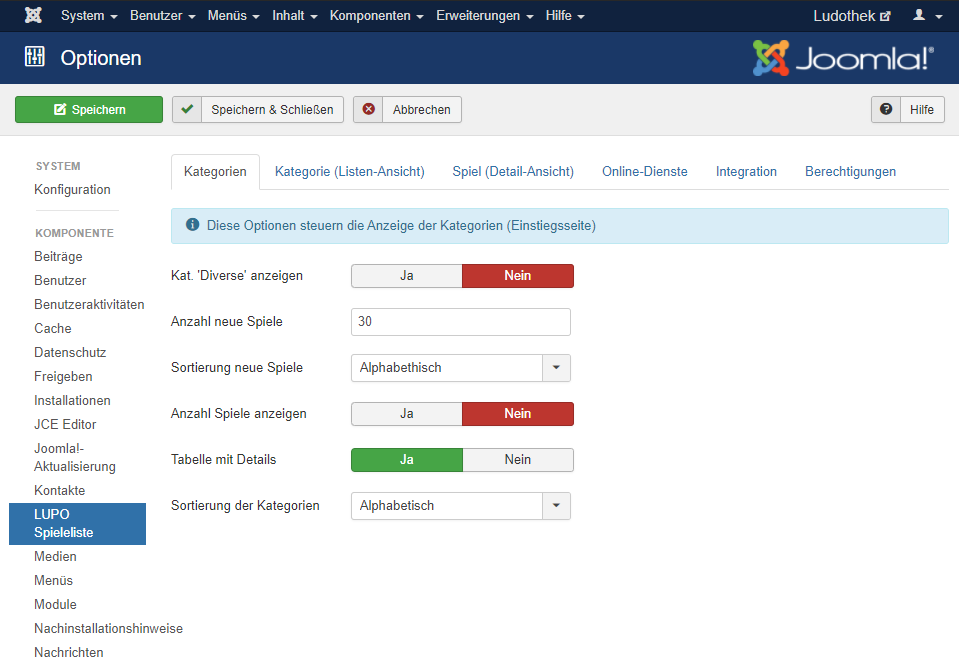 System Benutzer Menüs Inhalt Komponenten Erweiterungen Hilfe Ludothek
Optionen Joomla!®
Speichern Speichern & Schließen Abbrechen Hilfe
SYSTEM
Konfiguration
KOMPONENTE
Beiträge
Benutzer
Benutzeraktivitäten
Cache
Datenschutz
Freigeben
Installationen
JCE Editor
Joomla!-
Aktualisierung
Kontakte
LUPO
Spieleliste
Medien
Menüs
Module
Nachinstallationshinweise
Nachrichten
Kategorien Kategorie (Listen-Ansicht) Spiel (Detail-Ansicht) Online-Dienste Integration Berechtigungen
Diese Optionen steuern die Anzeige der Kategorien (Einstiegsseite)
Kat. 'Diverse' anzeigen Ja Nein
Anzahl neue Spiele 30
Sortierung neue Spiele Alphabethisch
Anzahl Spiele anzeigen Ja Nein
Tabelle mit Details Ja Nein
Sortierung der Kategorien Alphabetisch